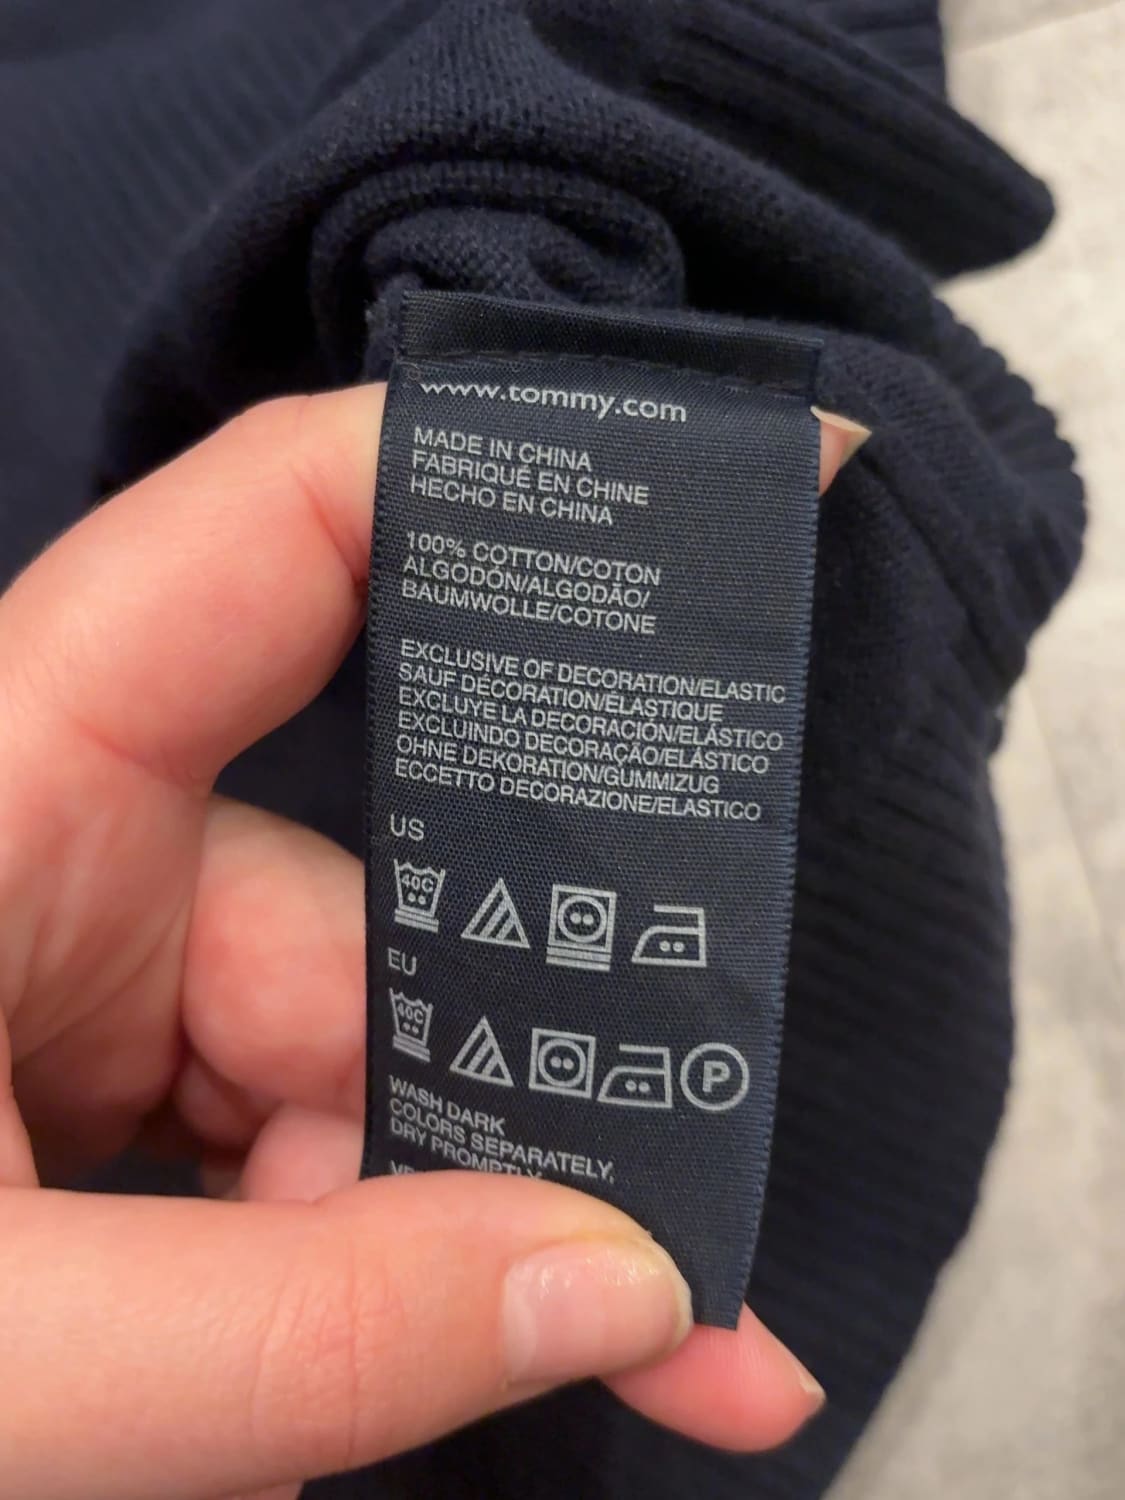 www.tommy.com
MADE IN CHINA
FABRIQUÉ EN CHINE
HECHO EN CHINA
100% COTTON/COTON
ALGODÓN/ALGODÃO/
BAUMWOLLE/COTONE
EXCLUSIVE OF DECORATION/ELASTIC
SAUF DÉCORATION/ÉLASTIQUE
EXCLUYE LA DECORACIÓN/ELÁSTICO
EXCLUINDO DECORAÇÃO/ELÁSTICO
OHNE DEKORATION/GUMMIZUG
ECCETTO DECORAZIONE/ELASTICO
US
40C
EU
40C
P
WASH DARK
COLORS SEPARATELY,
DRY PROMPTLY